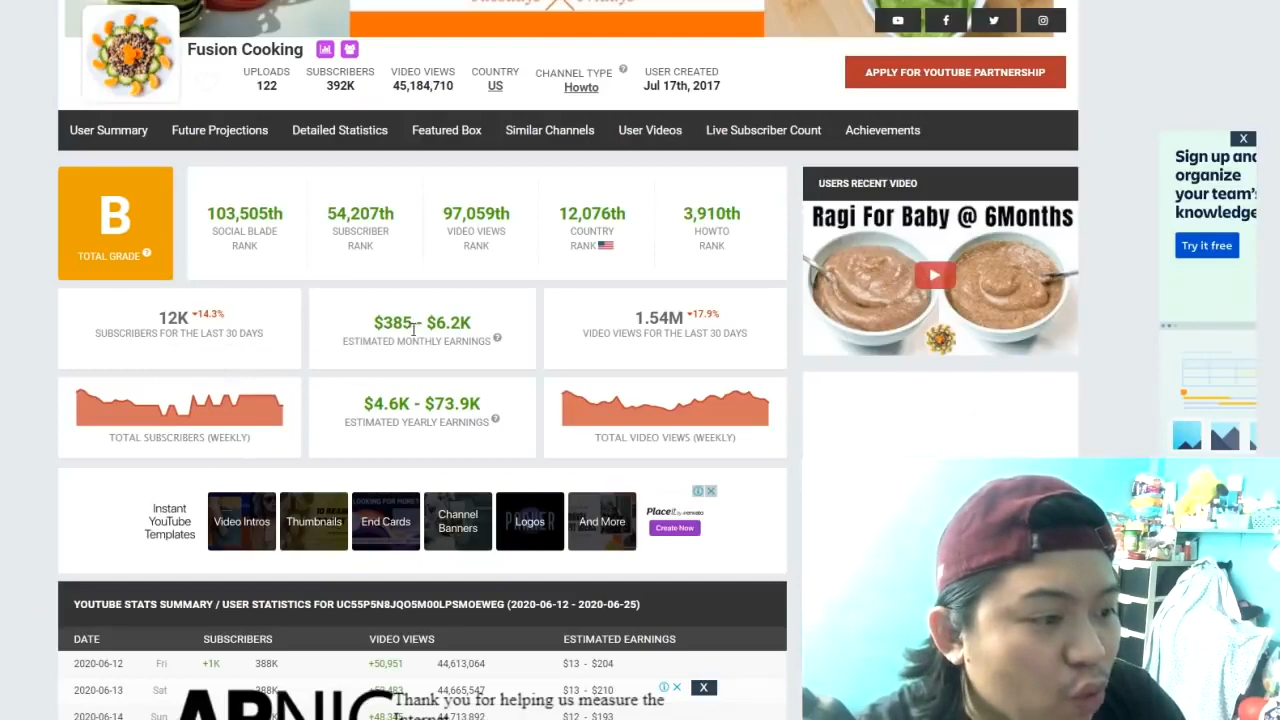 Tuesdays Fridays
Fusion Cooking
UPLOADS
122
SUBSCRIBERS
392K
VIDEO VIEWS
45,184,710
COUNTRY
US
CHANNEL TYPE
Howto
USER CREATED
Jul 17th, 2017
APPLY FOR YOUTUBE PARTNERSHIP
User Summary
Future Projections
Detailed Statistics
Featured Box
Similar Channels
User Videos
Live Subscriber Count
Achievements
B
TOTAL GRADE
103,505th
SOCIAL BLADE
RANK
54,207th
SUBSCRIBER
RANK
97,059th
VIDEO VIEWS
RANK
12,076th
COUNTRY
RANK
3,910th
HOWTO
RANK
12K -14.3%
SUBSCRIBERS FOR THE LAST 30 DAYS
$385 - $6.2K
ESTIMATED MONTHLY EARNINGS
1.54M -17.9%
VIDEO VIEWS FOR THE LAST 30 DAYS
TOTAL SUBSCRIBERS (WEEKLY)
$4.6K - $73.9K
ESTIMATED YEARLY EARNINGS
TOTAL VIDEO VIEWS (WEEKLY)
USERS RECENT VIDEO
Ragi For Baby @ 6Months
X
Sign up and
organize
your team's
knowledge
Try it free
Instant
YouTube
Templates
Video Intros
Thumbnails
End Cards
Channel
Banners
Logos
And More
Placeit by envato
Create Now
YOUTUBE STATS SUMMARY / USER STATISTICS FOR UC55P5N8JQO5M00LPSMOEWEG (2020-06-12 - 2020-06-25)
DATE SUBSCRIBERS VIDEO VIEWS ESTIMATED EARNINGS
2020-06-12 Fri +1K 388K +50,951 44,613,064 $13 - $204
2020-06-13 Sat 388K 44,665,547 $13 - $210
2020-06-14 Sun 44,713,892 $12 - $193
APNIC
Thank you for helping us measure the
Internet.
X